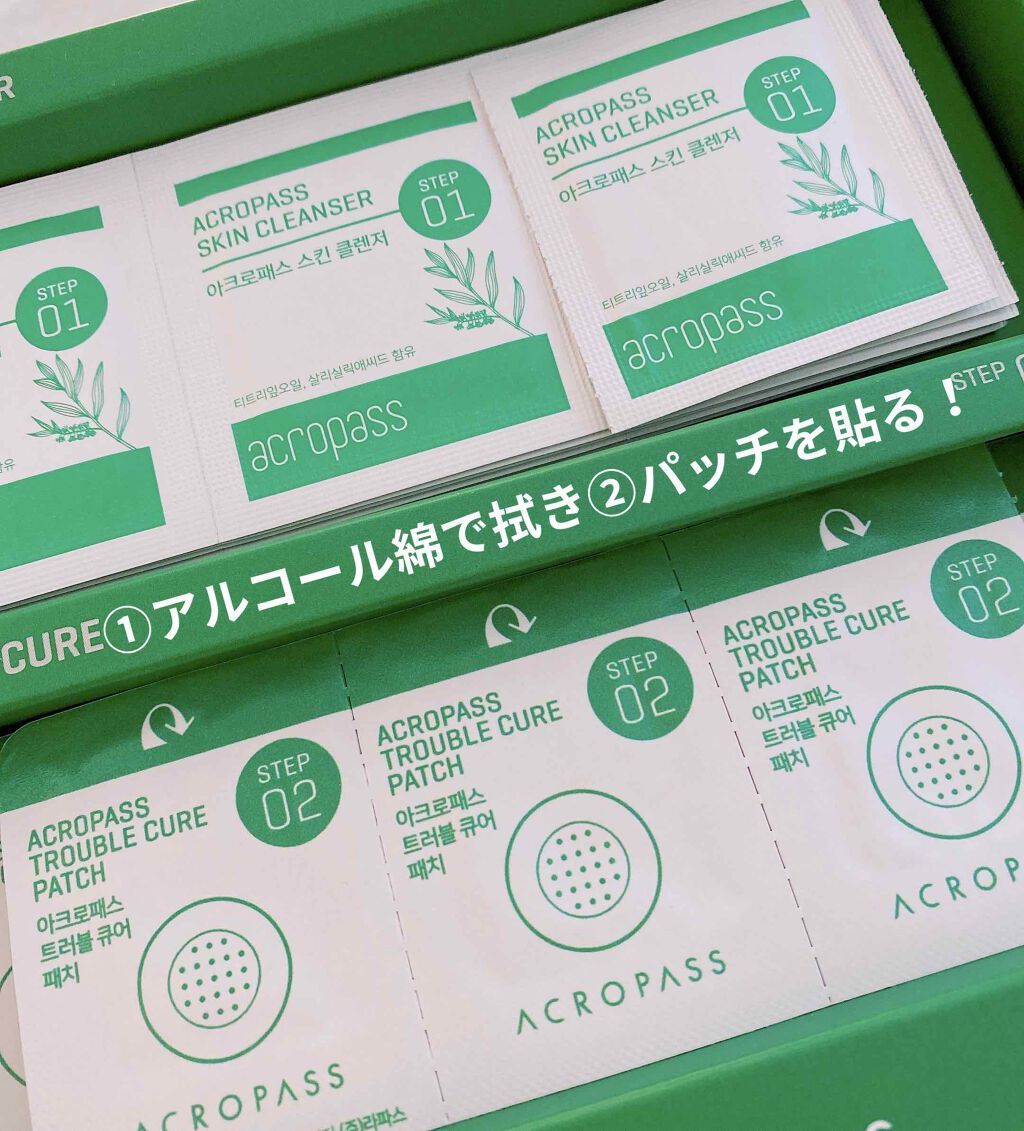 R
ACROPASS
SKIN CLEANSER
STEP
01
아크로패스 스킨 클렌저
티트리잎오일, 살리실릭애씨드 함유
acropass
ACROPASS
SKIN CLEANSER
STEP
01
아크로패스 스킨 클렌저
티트리잎오일, 살리실릭애씨드 함유
acropass
STEP
01
함유
STEP
CURE
①アルコール綿で拭き②パッチを貼る！
ACROPASS
TROUBLE CURE
PATCH
STEP
02
아크로패스
트러블 큐어
패치
ACROPASS
ACROPASS
TROUBLE CURE
PATCH
STEP
02
아크로패스
트러블 큐어
패치
ACROPASS
ACROPASS
TROUBLE CURE
PATCH
STEP
02
아크로패스
트러블 큐어
패치
ACROP
(주)라파스
S